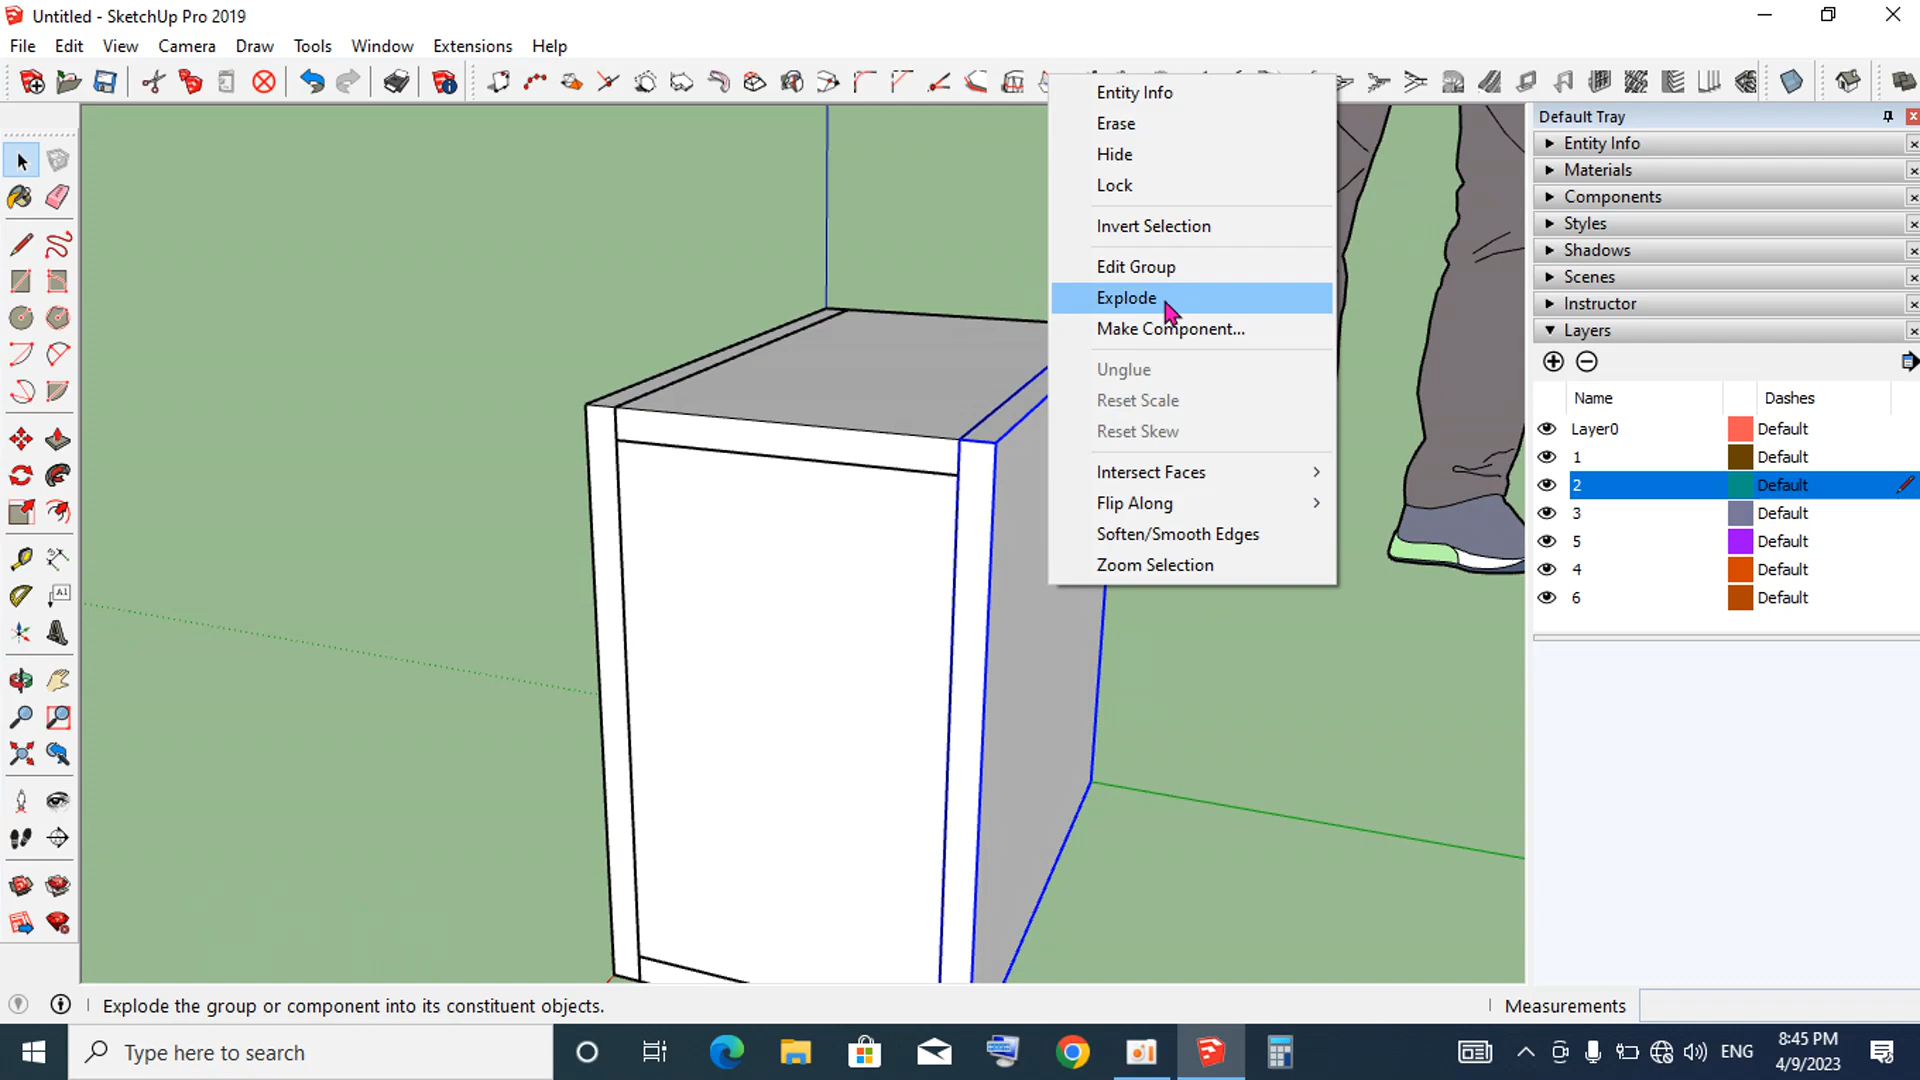 Untitled - SketchUp Pro 2019
File Edit View Camera Draw Tools Window Extensions Help
Default Tray
Entity Info
Materials
Components
Styles
Shadows
Scenes
Instructor
Layers
Name Dashes
Layer0 Default
1 Default
2 Default
3 Default
5 Default
4 Default
6 Default
Entity Info
Erase
Hide
Lock
Invert Selection
Edit Group
Explode
Make Component...
Unglue
Reset Scale
Reset Skew
Intersect Faces
Flip Along
Soften/Smooth Edges
Zoom Selection
Explode the group or component into its constituent objects.
Measurements
Type here to search
ENG
8:45 PM
4/9/2023